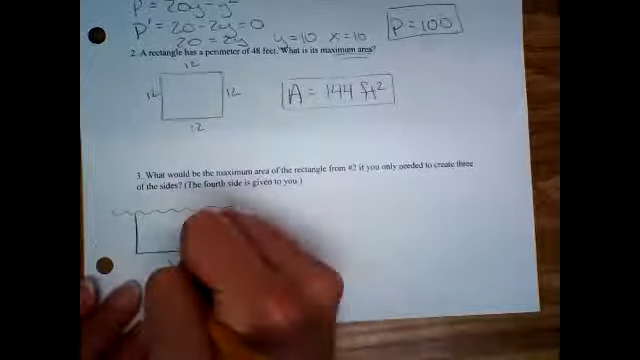 P = 20y - y²
P' = 20 - 2y = 0
20 = 2y y = 10 x = 10 P = 100
2. A rectangle has a perimeter of 48 feet. What is its maximum area?
12
12 12
12
A = 144 ft²
3. What would be the maximum area of the rectangle from #2 if you only needed to create three
of the sides? (The fourth side is given to you.)